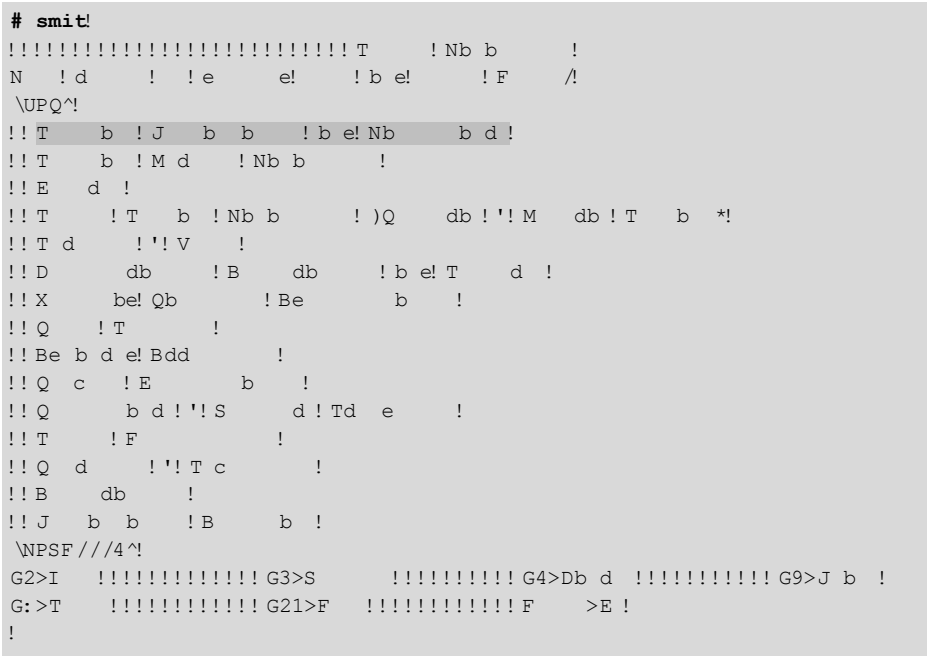 # smit!
!!!!!!!!!!!!!!!!!!!!!!!!!!! T ! Nb b !
N ! d ! ! e e! ! b e! ! F /!
\UPQ^!
!! T b ! J b b ! b e! Nb b d !
!! T b ! M d ! Nb b !
!! E d !
!! T ! T b ! Nb b ! )Q db ! '! M db ! T b *!
!! T d ! '! V !
!! D db ! B db ! b e! T d !
!! X be! Qb ! Be b !
!! Q ! T !
!! Be b d e! Bdd !
!! Q c ! E b !
!! Q b d ! '! S d ! Td e !
!! T ! F !
!! Q d ! '! T c !
!! B db !
!! J b b ! B b !
\NPSF ///4 ^!
G2>I !!!!!!!!!!!!! G3>S !!!!!!!!!! G4>Db d !!!!!!!!!!! G9>J b !
G: >T !!!!!!!!!!!! G21>F !!!!!!!!!!!! F >E !
!